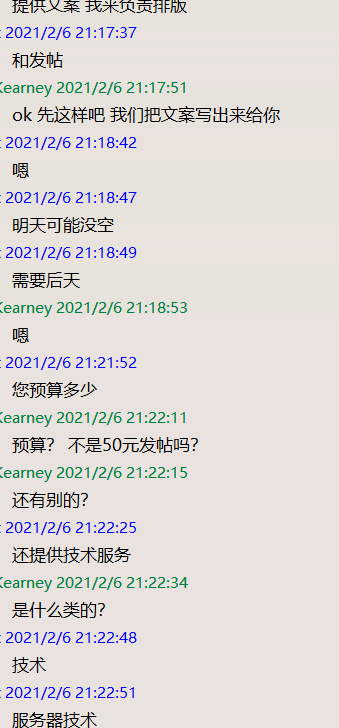 提供文案 我来负责排版
2021/2/6 21:17:37
和发帖
Kearney 2021/2/6 21:17:51
ok 先这样吧 我们把文案写出来给你
2021/2/6 21:18:42
嗯
2021/2/6 21:18:47
明天可能没空
2021/2/6 21:18:49
需要后天
Kearney 2021/2/6 21:18:53
嗯
2021/2/6 21:21:52
您预算多少
Kearney 2021/2/6 21:22:11
预算？ 不是50元发帖吗？
Kearney 2021/2/6 21:22:15
还有别的？
2021/2/6 21:22:25
还提供技术服务
Kearney 2021/2/6 21:22:34
是什么类的？
2021/2/6 21:22:48
技术
2021/2/6 21:22:51
服务器技术